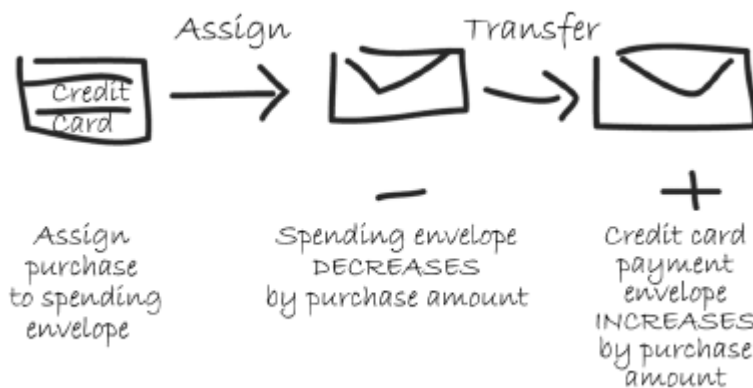 Assign
Transfer
Credit
Card
Assign
purchase
to spending
envelope
Spending envelope
DECREASES
by purchase amount
Credit card
payment
envelope
INCREASES
by purchase
amount